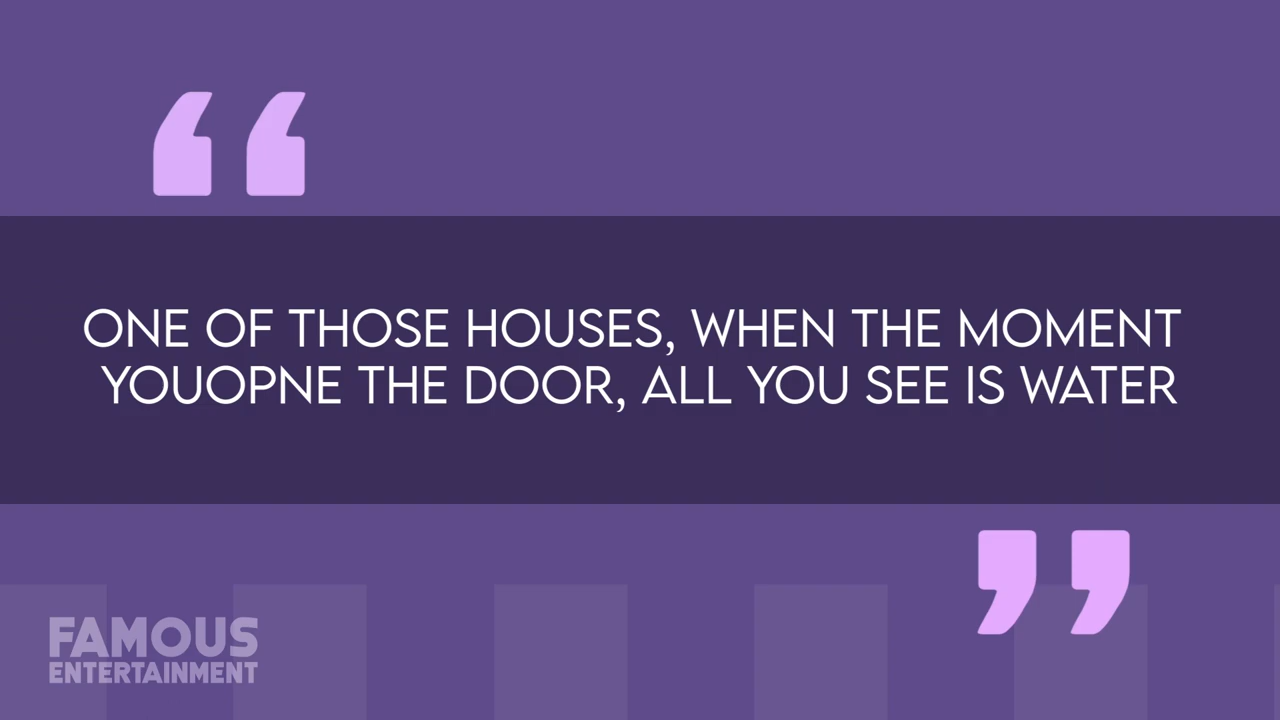 ONE OF THOSE HOUSES, WHEN THE MOMENT
YOUOPNE THE DOOR, ALL YOU SEE IS WATER
FAMOUS
ENTERTAINMENT